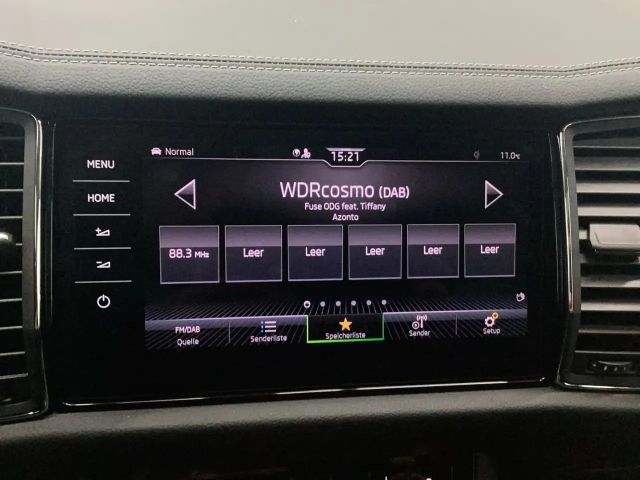 Normal
15:21
11.0℃
MENU
HOME
WDRcosmo (DAB)
Fuse ODG feat. Tiffany
Azonto
88.3 MHz
Leer
Leer
Leer
Leer
Leer
FM/DAB
Quelle
Senderliste
Speicherliste
Sender
Setup